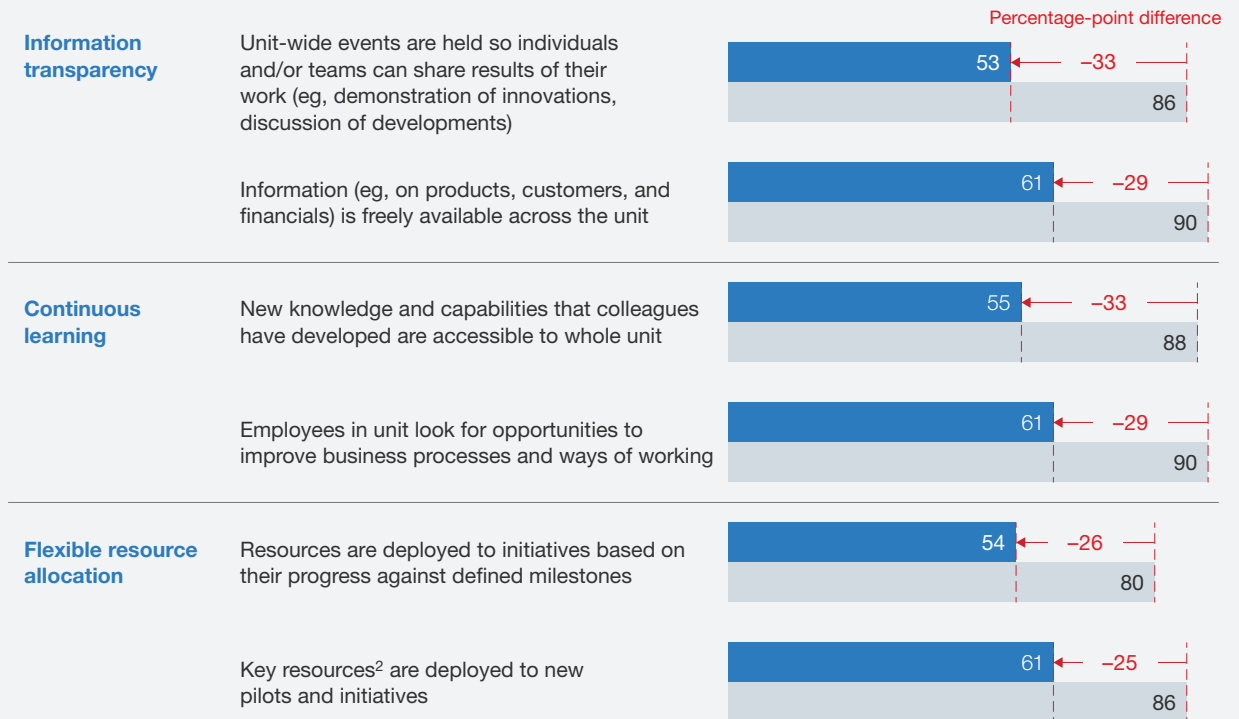 Percentage-point difference
Information
transparency
Unit-wide events are held so individuals
and/or teams can share results of their
work (eg, demonstration of innovations,
discussion of developments)
53
–33
86
Information (eg, on products, customers, and
financials) is freely available across the unit
61
–29
90
Continuous
learning
New knowledge and capabilities that colleagues
have developed are accessible to whole unit
55
–33
88
Employees in unit look for opportunities to
improve business processes and ways of working
61
–29
90
Flexible resource
allocation
Resources are deployed to initiatives based on
their progress against defined milestones
54
–26
80
Key resources² are deployed to new
pilots and initiatives
61
–25
86